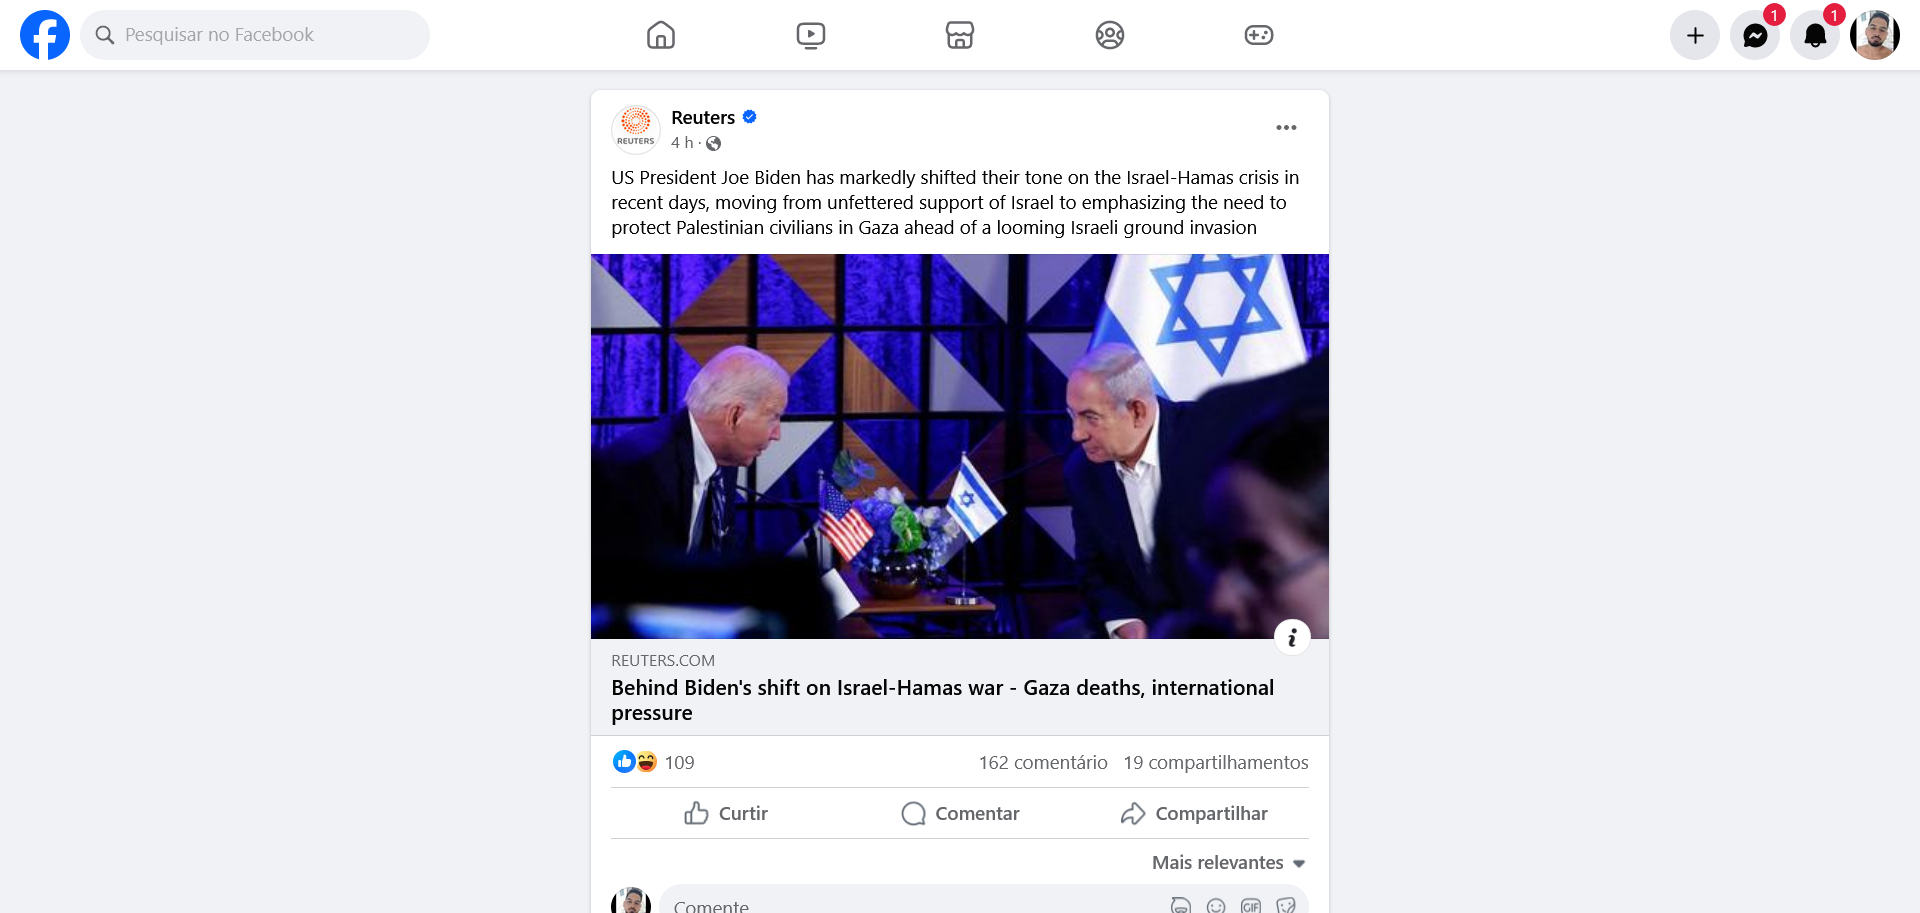 Pesquisar no Facebook
1
1
REUTERS
Reuters
4 h ·
US President Joe Biden has markedly shifted their tone on the Israel-Hamas crisis in
recent days, moving from unfettered support of Israel to emphasizing the need to
protect Palestinian civilians in Gaza ahead of a looming Israeli ground invasion
i
REUTERS.COM
Behind Biden's shift on Israel-Hamas war - Gaza deaths, international
pressure
109
162 comentário
19 compartilhamentos
Curtir
Comentar
Compartilhar
Mais relevantes
Comente
GIF